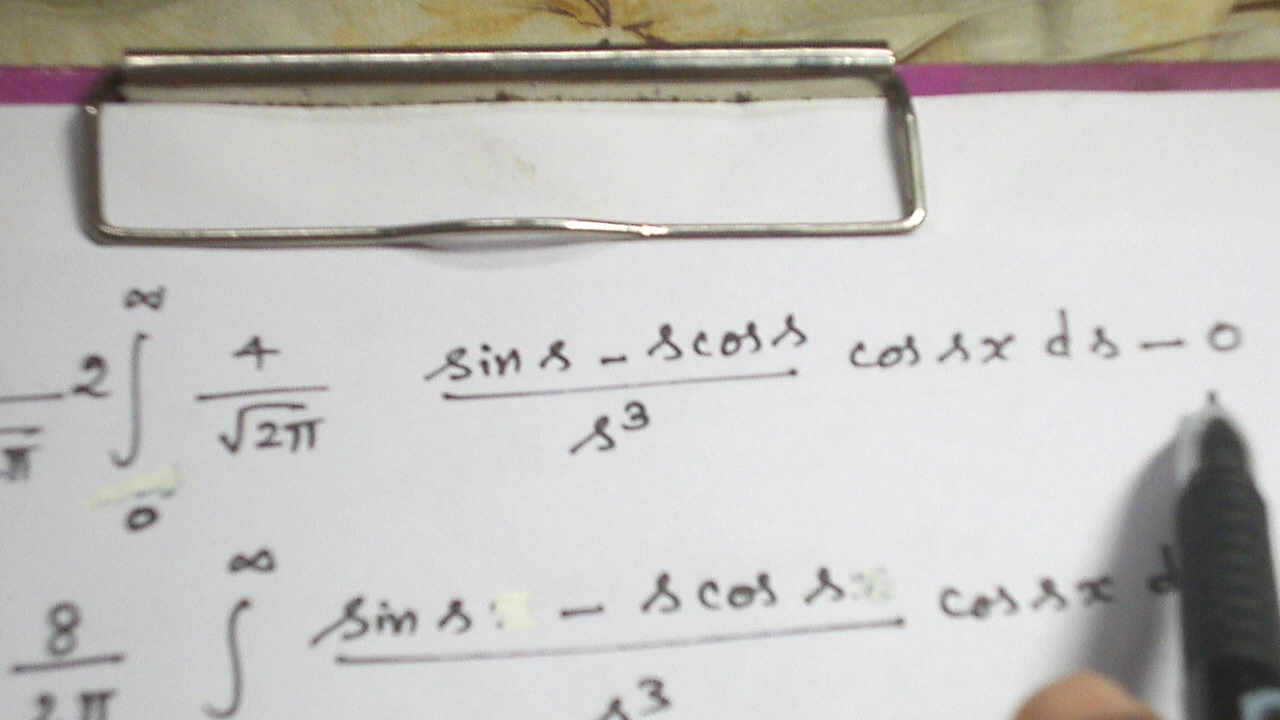 /√π 2 ∫₀^∞ 4/√2π (sin s - s cos s)/s³ cos sx ds - 0
8/2π ∫^∞ (sin s - s cos s)/s³ cos sx d